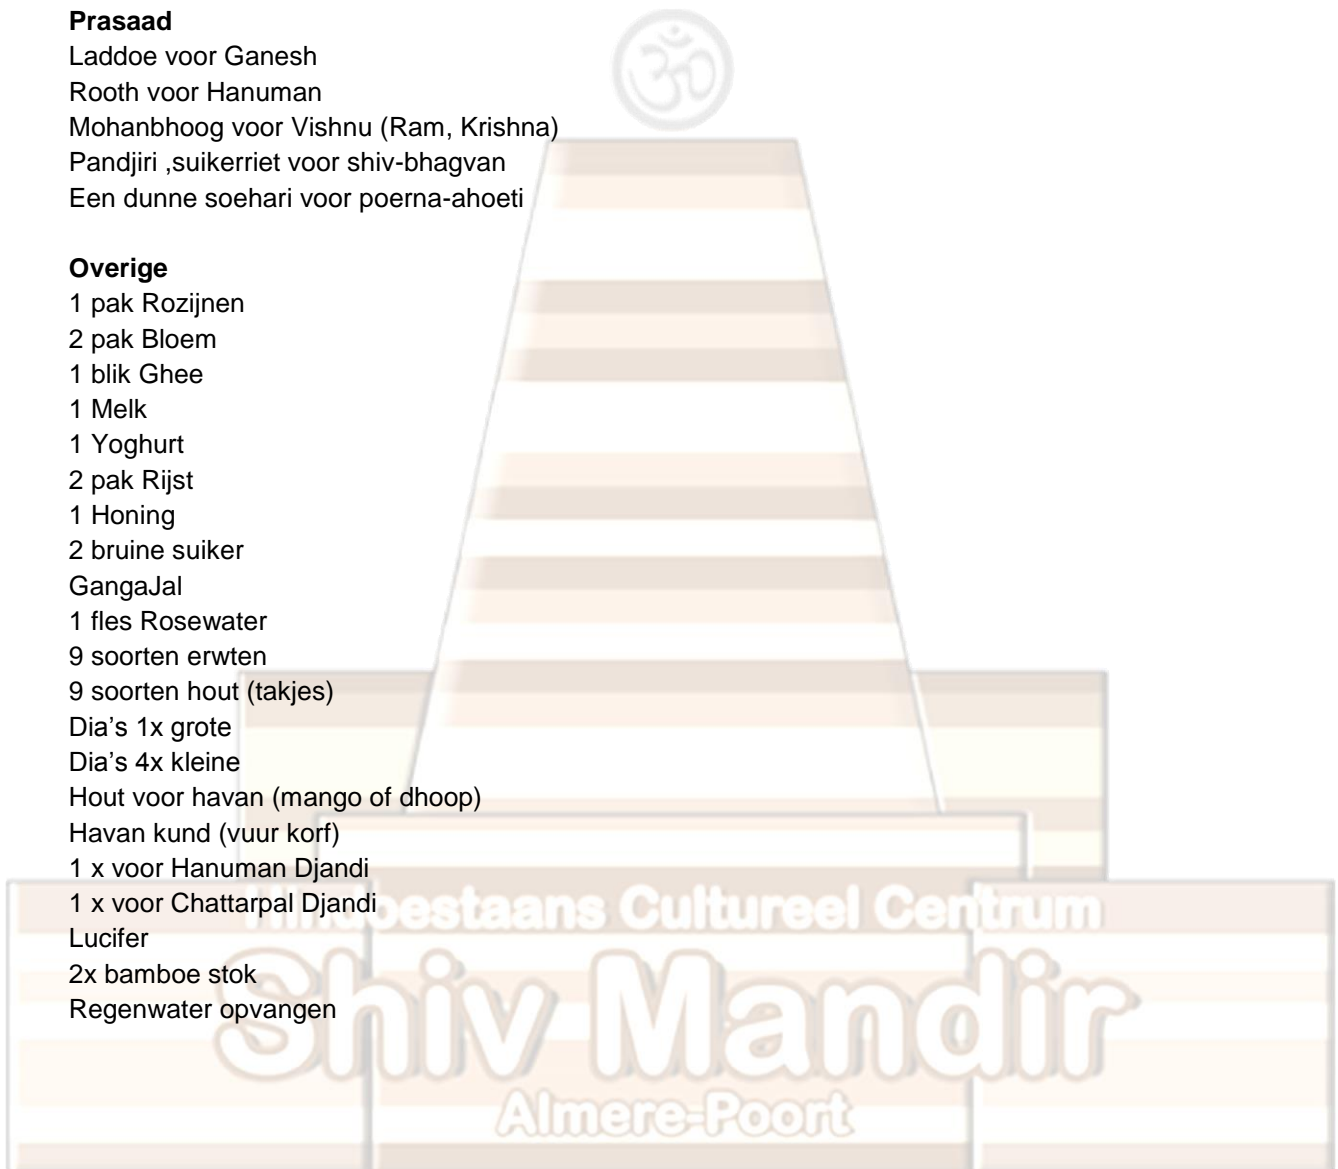 Prasaad
Laddoe voor Ganesh
Rooth voor Hanuman
Mohanbhoog voor Vishnu (Ram, Krishna)
Pandjiri ,suikerriet voor shiv-bhagvan
Een dunne soehari voor poerna-ahoeti
Overige
1 pak Rozijnen
2 pak Bloem
1 blik Ghee
1 Melk
1 Yoghurt
2 pak Rijst
1 Honing
2 bruine suiker
GangaJal
1 fles Rosewater
9 soorten erwten
9 soorten hout (takjes)
Dia's 1x grote
Dia's 4x kleine
Hout voor havan (mango of dhoop)
Havan kund (vuur korf)
1 x voor Hanuman Djandi
1 x voor Chattarpal Djandi
Lucifer
2x bamboe stok
Regenwater opvangen
ॐ
Hindoestaans Cultureel Centrum
Shiv Mandir
Almere-Poort